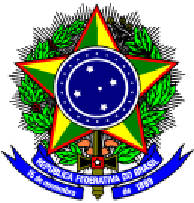 REPÚBLICA FEDERATIVA DO BRASIL
15 de novembro
de 1889